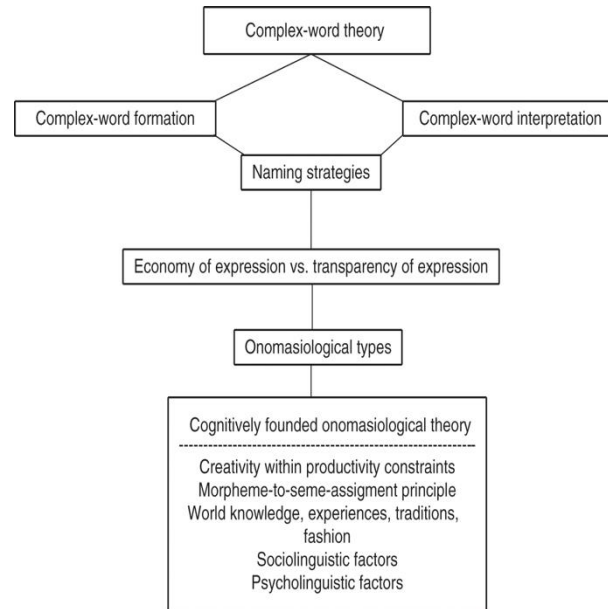 Complex-word theory
Complex-word formation
Complex-word interpretation
Naming strategies
Economy of expression vs. transparency of expression
Onomasiological types
Cognitively founded onomasiological theory
Creativity within productivity constraints
Morpheme-to-seme-assigment principle
World knowledge, experiences, traditions,
fashion
Sociolinguistic factors
Psycholinguistic factors